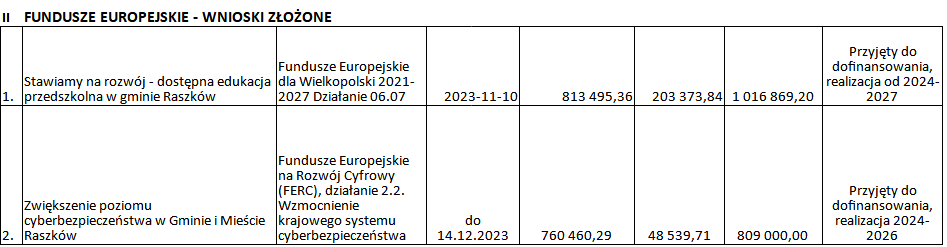 II FUNDUSZE EUROPEJSKIE - WNIOSKI ZŁOŻONE
1.
Stawiamy na rozwój - dostępna edukacja
przedszkolna w gminie Raszków
Fundusze Europejskie
dla Wielkopolski 2021-
2027 Działanie 06.07
2023-11-10
813 495,36
203 373,84
1 016 869,20
Przyjęty do
dofinansowania,
realizacja od 2024-
2027
2.
Zwiększenie poziomu
cyberbezpieczeństwa w Gminie i Mieście
Raszków
Fundusze Europejskie
na Rozwój Cyfrowy
(FERC), działanie 2.2.
Wzmocnienie
krajowego systemu
cyberbezpieczeństwa
do
14.12.2023
760 460,29
48 539,71
809 000,00
Przyjęty do
dofinansowania,
realizacja 2024-
2026